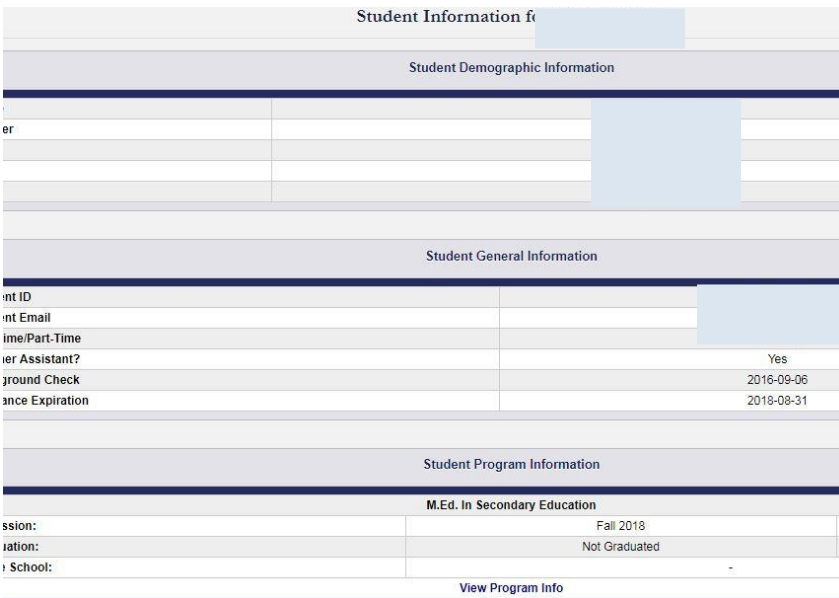 Student Information f
Student Demographic Information
er
Student General Information
ent ID
ent Email
ime/Part-Time
er Assistant? Yes
ground Check 2016-09-06
ance Expiration 2018-08-31
Student Program Information
M.Ed. In Secondary Education
ssion: Fall 2018
uation: Not Graduated
School: -
View Program Info